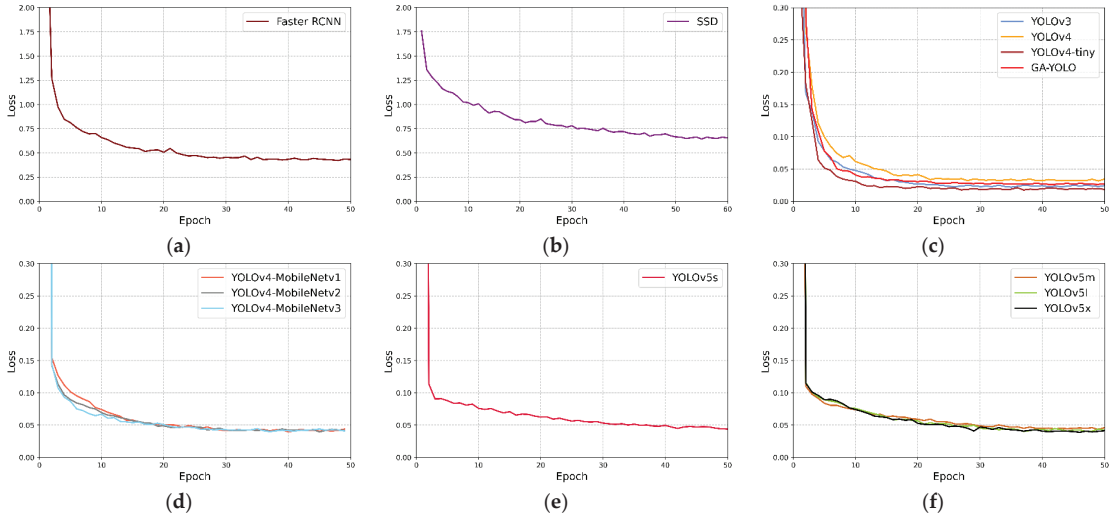 2.00
1.75
1.50
1.25
1.00
0.75
0.50
0.25
0.00
Loss
Faster RCNN
0 10 20 30 40 50
Epoch
(a)
2.00
1.75
1.50
1.25
1.00
0.75
0.50
0.25
0.00
Loss
SSD
0 10 20 30 40 50 60
Epoch
(b)
0.30
0.25
0.20
0.15
0.10
0.05
0.00
Loss
YOLOv3
YOLOv4
YOLOv4-tiny
GA-YOLO
0 10 20 30 40 50
Epoch
(c)
0.30
0.25
0.20
0.15
0.10
0.05
0.00
Loss
YOLOv4-MobileNetv1
YOLOv4-MobileNetv2
YOLOv4-MobileNetv3
0 10 20 30 40 50
Epoch
(d)
0.30
0.25
0.20
0.15
0.10
0.05
0.00
Loss
YOLOv5s
0 10 20 30 40 50
Epoch
(e)
0.30
0.25
0.20
0.15
0.10
0.05
0.00
Loss
YOLOv5m
YOLOv5l
YOLOv5x
0 10 20 30 40 50
Epoch
(f)